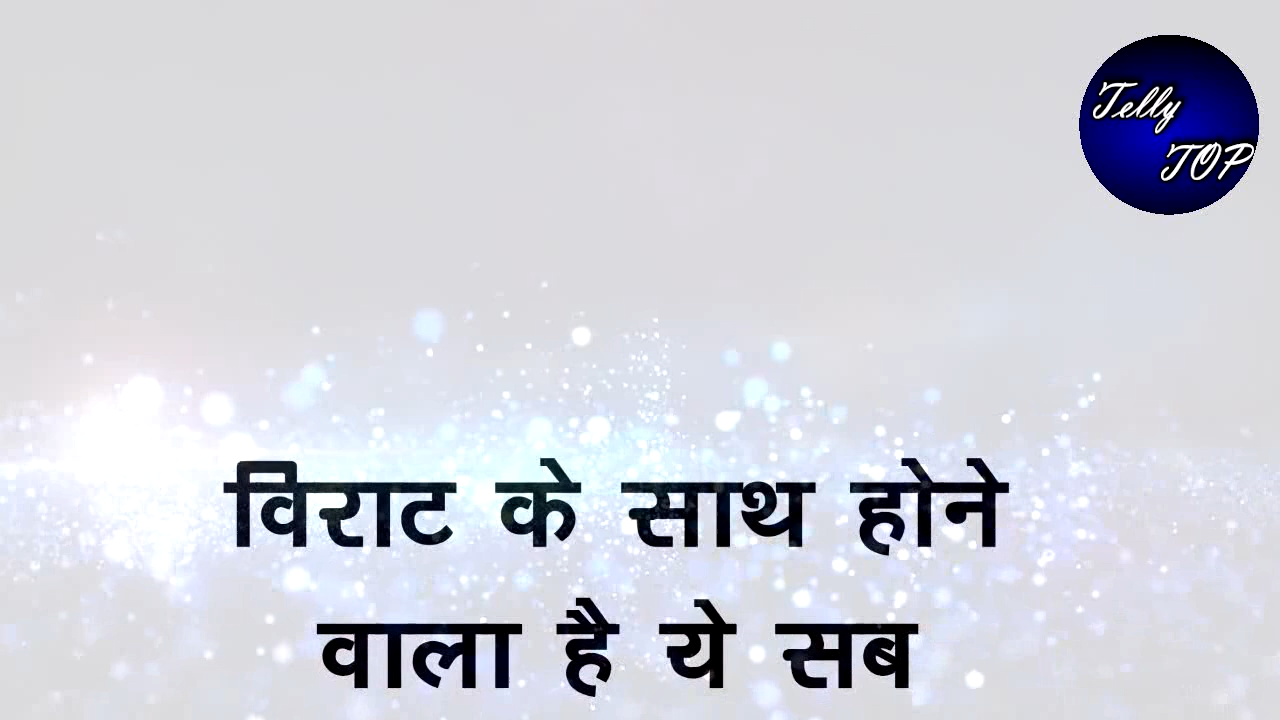 Telly
TOP
विराट के साथ होने
वाला है ये सब